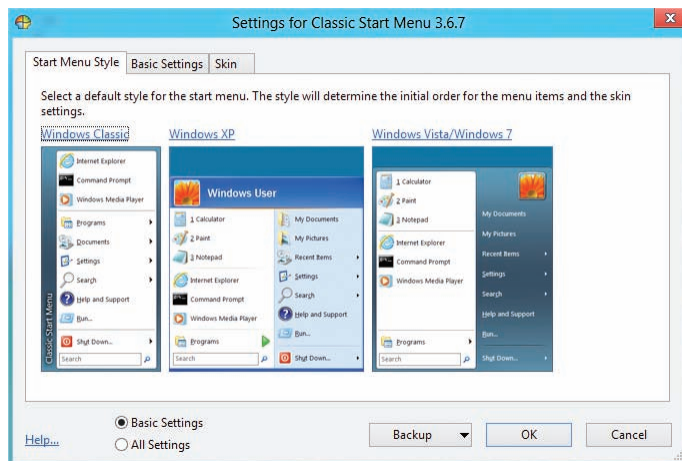 Settings for Classic Start Menu 3.6.7
x
Start Menu Style Basic Settings Skin
Select a default style for the start menu. The style will determine the initial order for the menu items and the skin
settings.
Windows Classic
Internet Explorer
Command Prompt
Windows Media Player
Programs
Documents
Settings
Search
Help and Support
Run...
Shut Down...
Search
Classic Start Menu
Windows XP
Windows User
1 Calculator
2 Paint
3 Notepad
Internet Explorer
Command Prompt
Windows Media Player
Programs
Search
My Documents
My Pictures
Recent Items
Settings
Search
Help and Support
Run...
Shut Down...
Windows Vista/Windows 7
1 Calculator
2 Paint
3 Notepad
Internet Explorer
Command Prompt
Windows Media Player
Programs
Search
My Documents
My Pictures
Recent Items
Settings
Search
Help and Support
Run...
Shut Down...
Help...
Basic Settings
All Settings
Backup
OK
Cancel